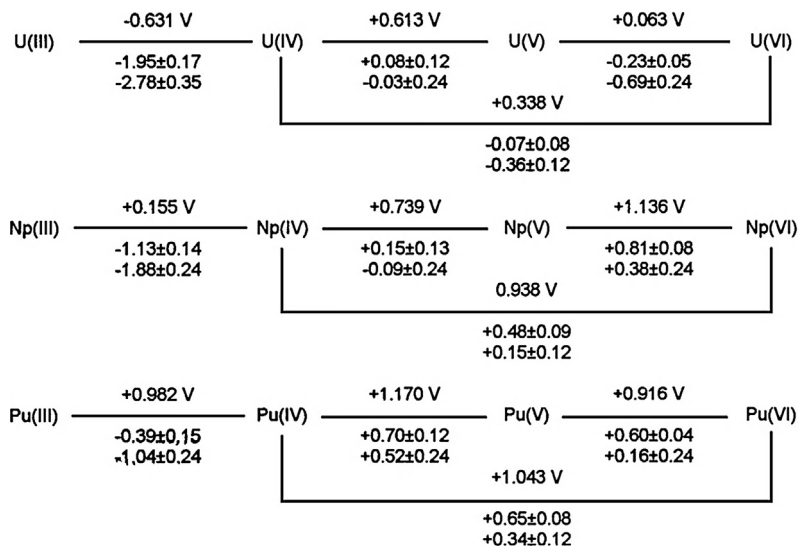 -0.631 V +0.613 V +0.063 V
U(III) U(IV) U(V) U(VI)
-1.95±0.17 +0.08±0.12 -0.23±0.05
-2.78±0.35 -0.03±0.24 -0.69±0.24
+0.338 V
-0.07±0.08
-0.36±0.12
+0.155 V +0.739 V +1.136 V
Np(III) Np(IV) Np(V) Np(VI)
-1.13±0.14 +0.15±0.13 +0.81±0.08
-1.88±0.24 -0.09±0.24 +0.38±0.24
0.938 V
+0.48±0.09
+0.15±0.12
+0.982 V +1.170 V +0.916 V
Pu(III) Pu(IV) Pu(V) Pu(VI)
-0.39±0,15 +0.70±0.12 +0.60±0.04
-1,04±0.24 +0.52±0.24 +0.16±0.24
+1.043 V
+0.65±0.08
+0.34±0.12